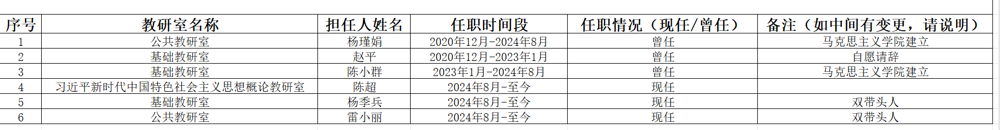 序号 教研室名称 担任人姓名 任职时间段 任职情况（现任/曾任） 备注（如中间有变更，请说明）
1 公共教研室 杨瑾娟 2020年12月-2024年8月 曾任 马克思主义学院建立
2 基础教研室 赵平 2020年12月-2023年1月 曾任 自愿请辞
3 基础教研室 陈小群 2023年1月-2024年8月 曾任 马克思主义学院建立
4 习近平新时代中国特色社会主义思想概论教研室 陈超 2024年8月-至今 现任
5 基础教研室 杨季兵 2024年8月-至今 现任 双带头人
6 公共教研室 雷小丽 2024年8月-至今 现任 双带头人